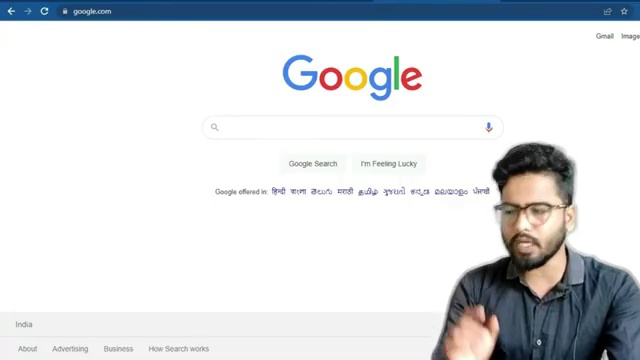 google.com
Gmail Image
Google
Google Search I'm Feeling Lucky
Google offered in: हिन्दी বাংলা తెలుగు मराठी தமிழ் ગુજરાતી ಕನ್ನಡ മലയാളം ਪੰਜਾਬੀ
India
About Advertising Business How Search works